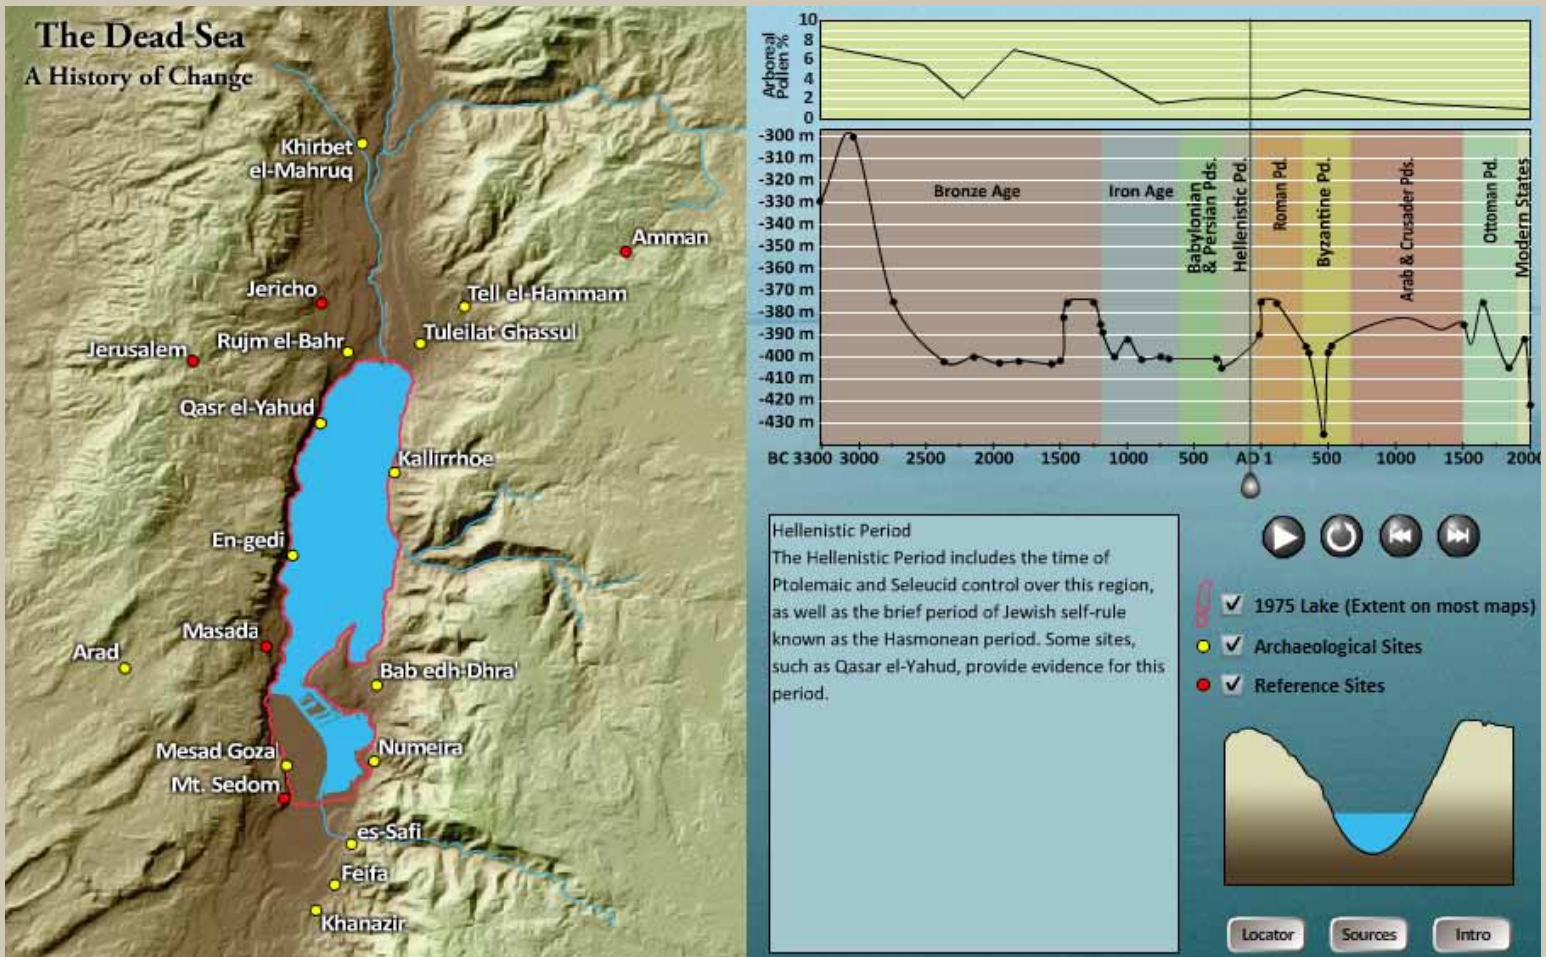 The Dead Sea
A History of Change
Khirbet
el-Mahruq
Amman
Jericho
Tell el-Hammam
Tuleilat Ghassul
Rujm el-Bahr
Jerusalem
Qasr el-Yahud
Kallirrhoe
En-gedi
Masada
Arad
Bab edh-Dhra'
Mesad Gozal
Numeira
Mt. Sedom
es-Safi
Feifa
Khanazir
Arboreal
Pollen %
10
8
6
4
2
0
-300 m
-310 m
-320 m
-330 m
-340 m
-350 m
-360 m
-370 m
-380 m
-390 m
-400 m
-410 m
-420 m
-430 m
Bronze Age
Iron Age
Babylonian
& Persian Pds.
Hellenistic Pd.
Roman Pd.
Byzantine Pd.
Arab & Crusader Pds.
Ottoman Pd.
Modern States
BC 3300 3000 2500 2000 1500 1000 500 AD 1 500 1000 1500 2000
Hellenistic Period
The Hellenistic Period includes the time of
Ptolemaic and Seleucid control over this region,
as well as the brief period of Jewish self-rule
known as the Hasmonean period. Some sites,
such as Qasar el-Yahud, provide evidence for this
period.
1975 Lake (Extent on most maps)
Archaeological Sites
Reference Sites
Locator
Sources
Intro